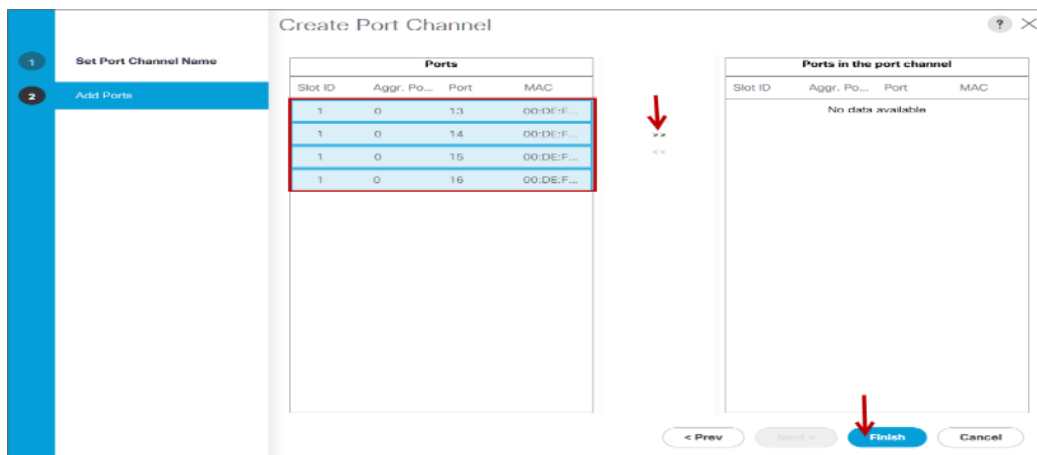 Create Port Channel
?
1 Set Port Channel Name
2 Add Ports
Ports
Slot ID Aggr. Po... Port MAC
1 0 13 00:DE:F...
1 0 14 00:DE:F...
1 0 15 00:DE:F...
1 0 16 00:DE:F...
>>
<<
Ports in the port channel
Slot ID Aggr. Po... Port MAC
No data available
< Prev Next > Finish Cancel